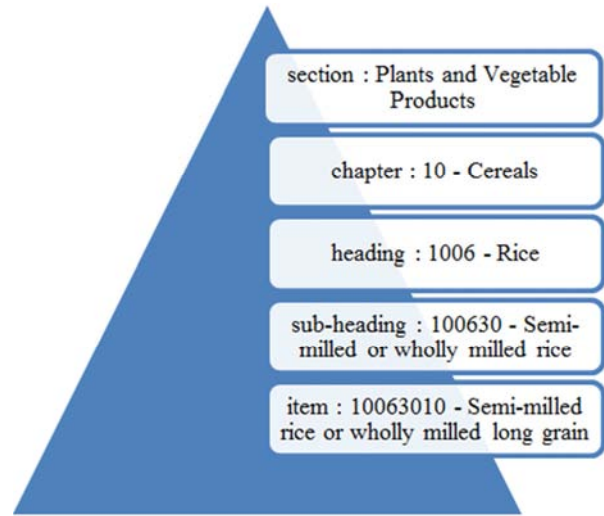 section : Plants and Vegetable
Products
chapter : 10 - Cereals
heading : 1006 - Rice
sub-heading : 100630 - Semi-
milled or wholly milled rice
item : 10063010 - Semi-milled
rice or wholly milled long grain